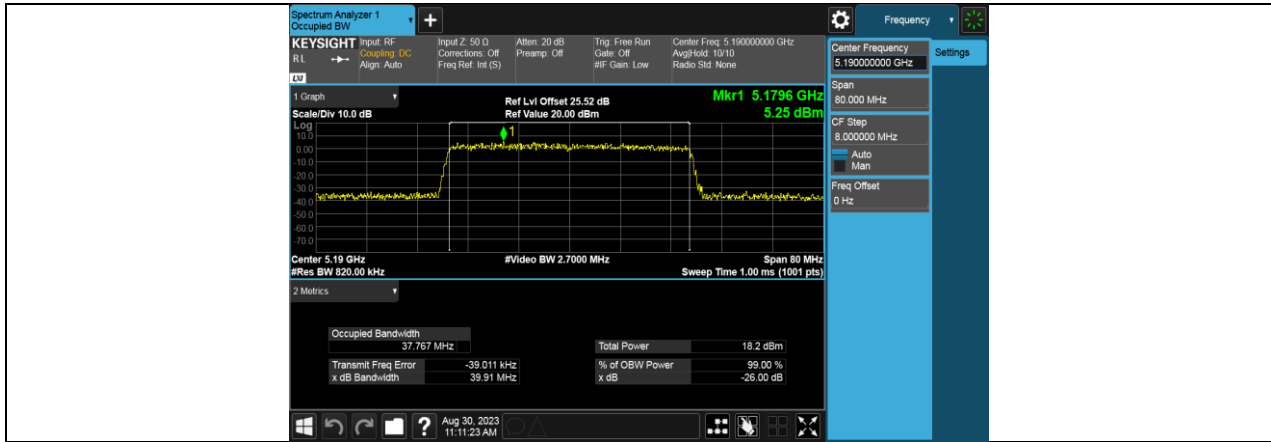 Spectrum Analyzer 1
Occupied BW
Frequency
KEYSIGHT
RL
LXI
Input: RF
Coupling: DC
Align: Auto
Input Z: 50 Ω
Corrections: Off
Freq Ref: Int (S)
Atten: 20 dB
Preamp: Off
Trig: Free Run
Gate: Off
#IF Gain: Low
Center Freq: 5.190000000 GHz
Avg|Hold: 10/10
Radio Std: None
1 Graph
Scale/Div 10.0 dB
Ref Lvl Offset 25.52 dB
Ref Value 20.00 dBm
Mkr1 5.1796 GHz
5.25 dBm
Log
10.0
0.00
-10.0
-20.0
-30.0
-40.0
-50.0
-60.0
-70.0
1
Center 5.19 GHz
#Res BW 820.00 kHz
#Video BW 2.7000 MHz
Span 80 MHz
Sweep Time 1.00 ms (1001 pts)
2 Metrics
Occupied Bandwidth
37.767 MHz
Transmit Freq Error -39.011 kHz
x dB Bandwidth 39.91 MHz
Total Power 18.2 dBm
% of OBW Power 99.00 %
x dB -26.00 dB
Center Frequency
5.190000000 GHz
Span
80.000 MHz
CF Step
8.000000 MHz
Auto
Man
Freq Offset
0 Hz
Settings
Aug 30, 2023
11:11:23 AM